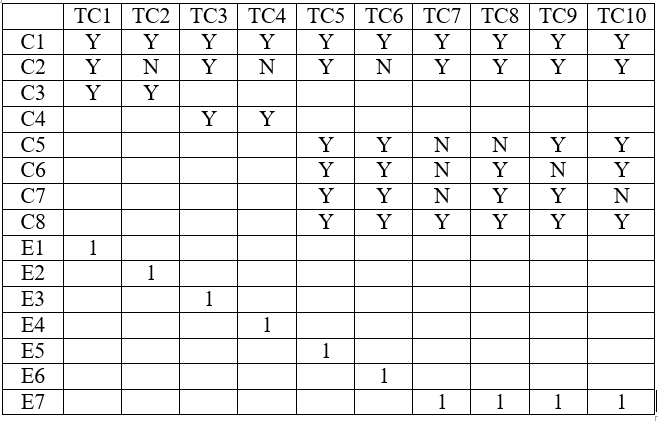 TC1 TC2 TC3 TC4 TC5 TC6 TC7 TC8 TC9 TC10
C1 Y Y Y Y Y Y Y Y Y Y
C2 Y N Y N Y N Y Y Y Y
C3 Y Y
C4 Y Y
C5 Y Y N N Y Y
C6 Y Y N Y N Y
C7 Y Y N Y Y N
C8 Y Y Y Y Y Y
E1 1
E2 1
E3 1
E4 1
E5 1
E6 1
E7 1 1 1 1